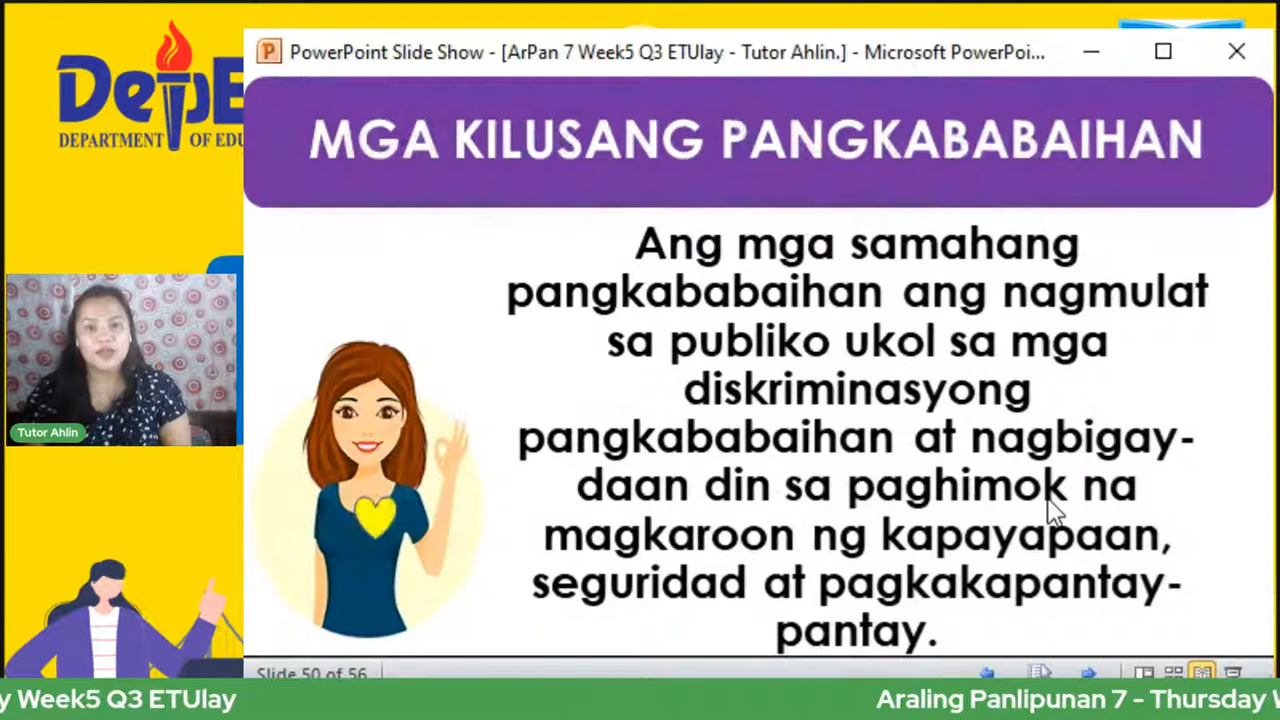 PowerPoint Slide Show - [ArPan 7 Week5 Q3 ETUlay - Tutor Ahlin.] - Microsoft PowerPoi...
DEPARTMENT OF EDU
MGA KILUSANG PANGKABABAIHAN
Ang mga samahang
pangkababaihan ang nagmulat
sa publiko ukol sa mga
diskriminasyong
pangkababaihan at nagbigay-
daan din sa paghimok na
magkaroon ng kapayapaan,
seguridad at pagkakapantay-
pantay.
Tutor Ahlin
Slide 50 of 56
y Week5 Q3 ETUlay
Araling Panlipunan 7 - Thursday W